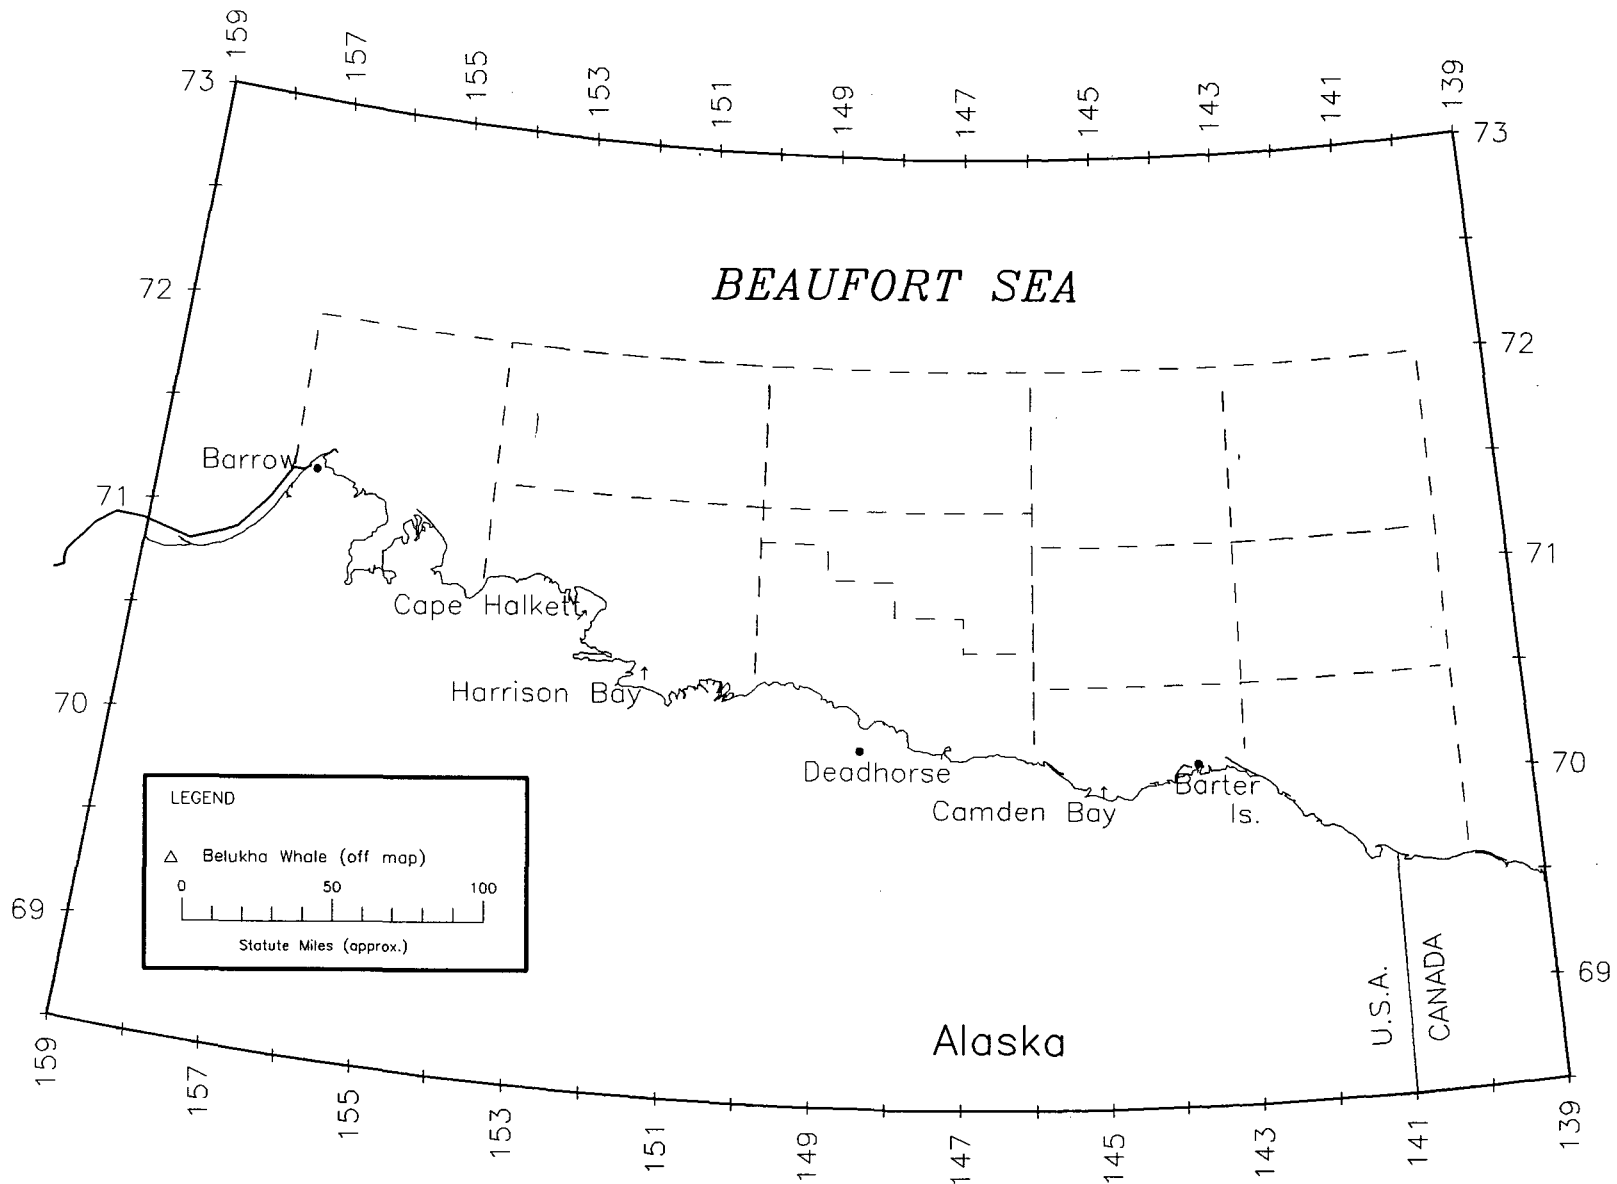 159
157
155
153
151
149
147
145
143
141
139
73
73
BEAUFORT SEA
72
72
Barrow
71
71
Cape Halkett
Harrison Bay
70
70
Deadhorse
Camden Bay
Barter
Is.
LEGEND
△ Belukha Whale (off map)
0 50 100
Statute Miles (approx.)
69
69
U.S.A.
CANADA
Alaska
159
157
155
153
151
149
147
145
143
141
139